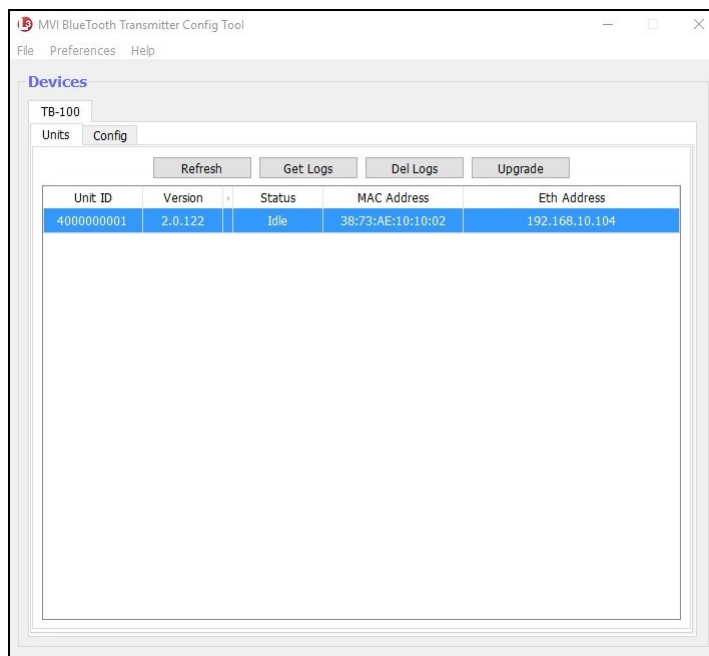 MVI BlueTooth Transmitter Config Tool
File Preferences Help
Devices
TB-100
Units Config
Refresh Get Logs Del Logs Upgrade
Unit ID Version Status MAC Address Eth Address
4000000001 2.0.122 Idle 38:73:AE:10:10:02 192.168.10.104